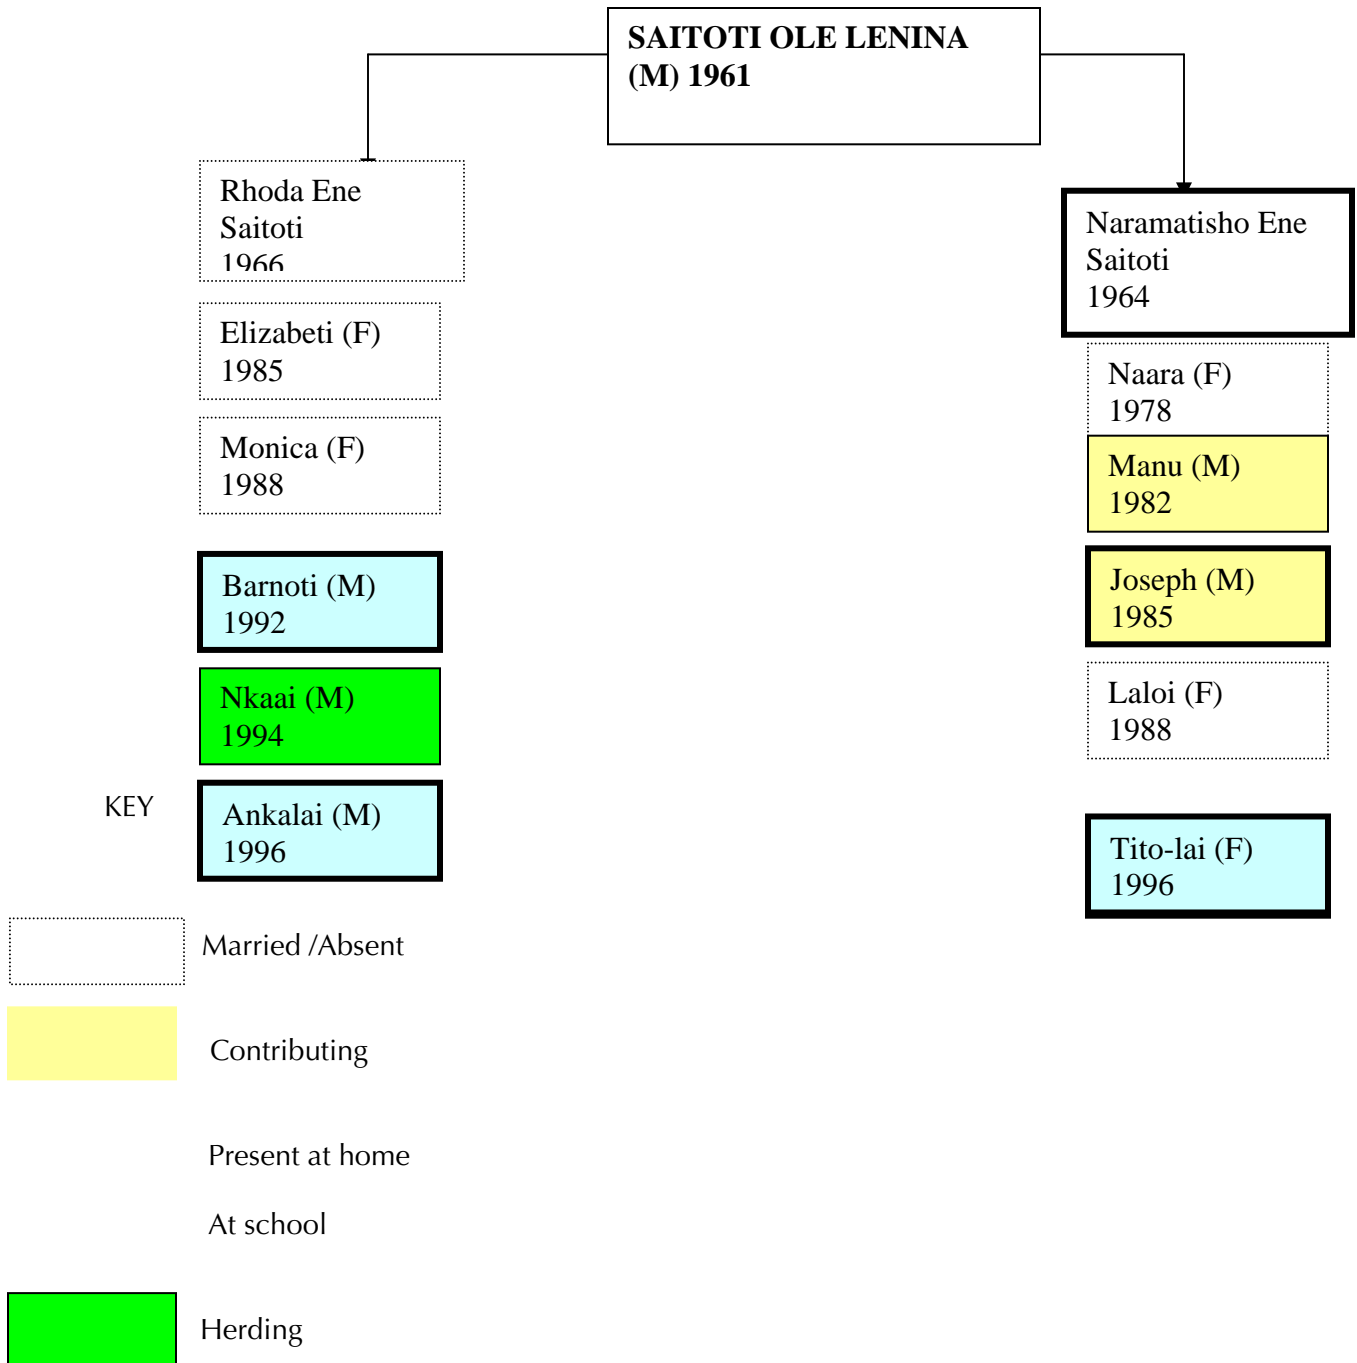 SAITOTI OLE LENINA
(M) 1961
Rhoda Ene
Saitoti
1966
Elizabeti (F)
1985
Monica (F)
1988
Barnoti (M)
1992
Nkaai (M)
1994
Ankalai (M)
1996
Naramatisho Ene
Saitoti
1964
Naara (F)
1978
Manu (M)
1982
Joseph (M)
1985
Laloi (F)
1988
Tito-lai (F)
1996
KEY
Married /Absent
Contributing
Present at home
At school
Herding